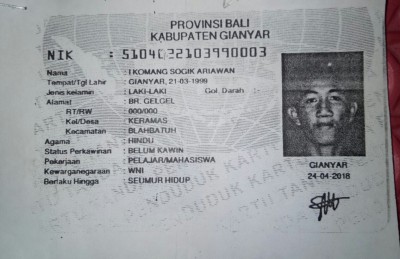 PROVINSI BALI
KABUPATEN GIANYAR
NIK : 5104022103990003
Nama : I KOMANG SOGIK ARIAWAN
Tempat/Tgl Lahir : GIANYAR, 21-03-1999
Jenis kelamin : LAKI-LAKI Gol. Darah : -
Alamat : BR. GELGEL
RT/RW : 000/000
Kel/Desa : KERAMAS
Kecamatan : BLAHBATUH
Agama : HINDU
Status Perkawinan : BELUM KAWIN
Pekerjaan : PELAJAR/MAHASISWA
Kewarganegaraan : WNI
Berlaku Hingga : SEUMUR HIDUP
GIANYAR
24-04-2018